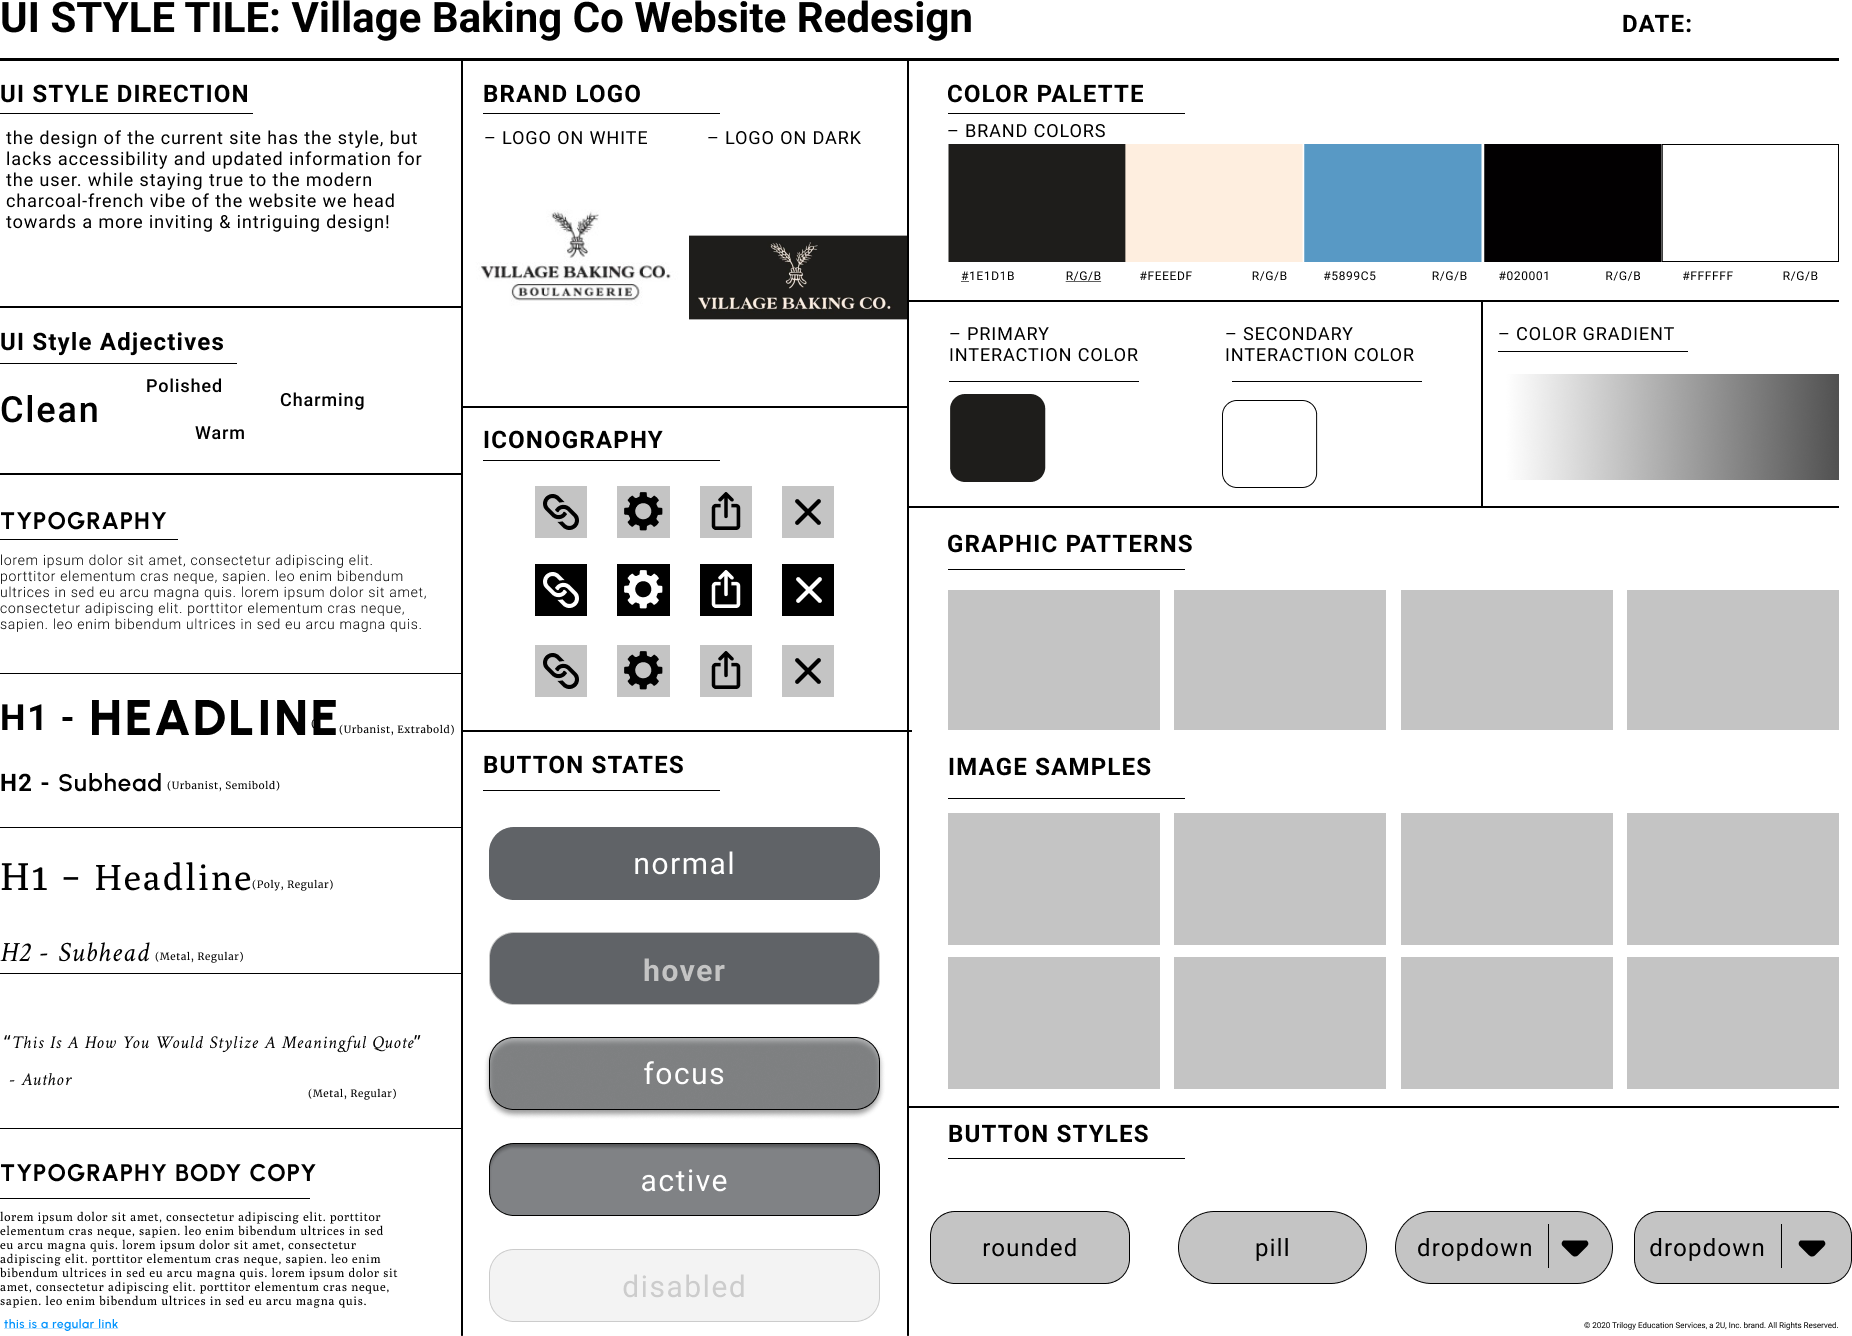 UI STYLE TILE: Village Baking Co Website Redesign
DATE:
UI STYLE DIRECTION
the design of the current site has the style, but
lacks accessibility and updated information for
the user. while staying true to the modern
charcoal-french vibe of the website we head
towards a more inviting & intriguing design!
UI Style Adjectives
Polished
Charming
Clean
Warm
TYPOGRAPHY
lorem ipsum dolor sit amet, consectetur adipiscing elit.
porttitor elementum cras neque, sapien. leo enim bibendum
ultrices in sed eu arcu magna quis. lorem ipsum dolor sit amet,
consectetur adipiscing elit. porttitor elementum cras neque,
sapien. leo enim bibendum ultrices in sed eu arcu magna quis.
H1 - HEADLINE (Urbanist, Extrabold)
H2 - Subhead (Urbanist, Semibold)
H1 - Headline (Poly, Regular)
H2 - Subhead (Metal, Regular)
"This Is A How You Would Stylize A Meaningful Quote"
- Author
(Metal, Regular)
TYPOGRAPHY BODY COPY
lorem ipsum dolor sit amet, consectetur adipiscing elit. porttitor
elementum cras neque, sapien. leo enim bibendum ultrices in sed
eu arcu magna quis. lorem ipsum dolor sit amet, consectetur
adipiscing elit. porttitor elementum cras neque, sapien. leo enim
bibendum ultrices in sed eu arcu magna quis. lorem ipsum dolor sit
amet, consectetur adipiscing elit. porttitor elementum cras neque,
sapien. leo enim bibendum ultrices in sed eu arcu magna quis.
this is a regular link
BRAND LOGO
– LOGO ON WHITE
– LOGO ON DARK
VILLAGE BAKING CO.
BOULANGERIE
VILLAGE BAKING CO.
ICONOGRAPHY
BUTTON STATES
normal
hover
focus
active
disabled
COLOR PALETTE
– BRAND COLORS
#1E1D1B R/G/B #FEEEDF R/G/B #5899C5 R/G/B #020001 R/G/B #FFFFFF R/G/B
– PRIMARY
INTERACTION COLOR
– SECONDARY
INTERACTION COLOR
– COLOR GRADIENT
GRAPHIC PATTERNS
IMAGE SAMPLES
BUTTON STYLES
rounded
pill
dropdown
dropdown
© 2020 Trilogy Education Services, a 2U, Inc. brand. All Rights Reserved.